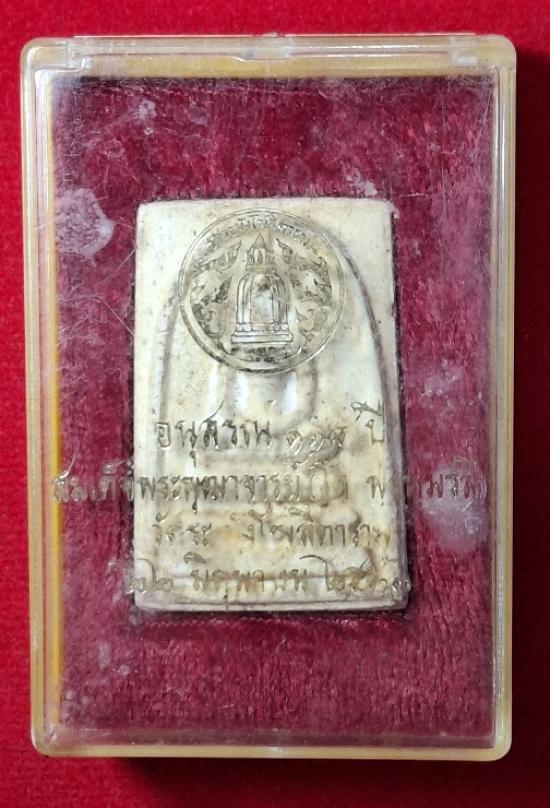 อนุสรณ์ ๑๑๘ ปี
สมเด็จพระพุฒาจารย์โต พรหมรังสี
วัดระฆังโฆสิตาราม
๒๒ มิถุนายน